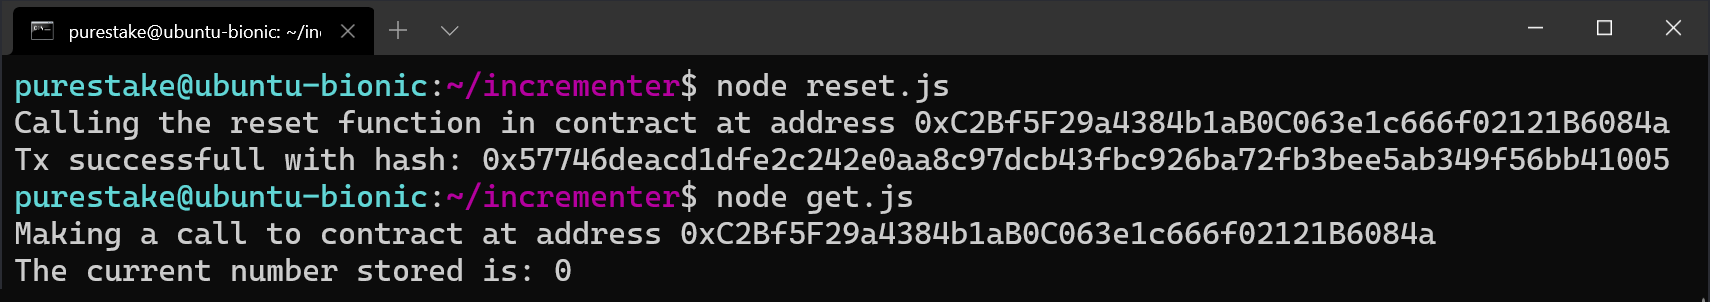 purestake@ubuntu-bionic: ~/in
purestake@ubuntu-bionic:~/incrementer$ node reset.js
Calling the reset function in contract at address 0xC2Bf5F29a4384b1aB0C063e1c666f02121B6084a
Tx successfull with hash: 0x57746deacd1dfe2c242e0aa8c97dcb43fbc926ba72fb3bee5ab349f56bb41005
purestake@ubuntu-bionic:~/incrementer$ node get.js
Making a call to contract at address 0xC2Bf5F29a4384b1aB0C063e1c666f02121B6084a
The current number stored is: 0